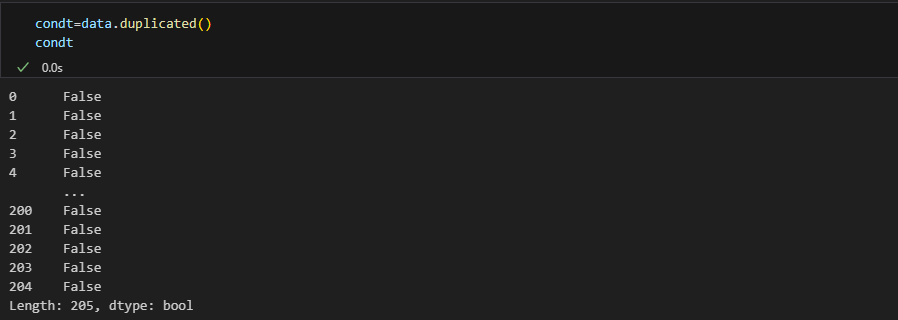 condt=data.duplicated()
condt
0.0s
0      False
1      False
2      False
3      False
4      False
       ...
200    False
201    False
202    False
203    False
204    False
Length: 205, dtype: bool